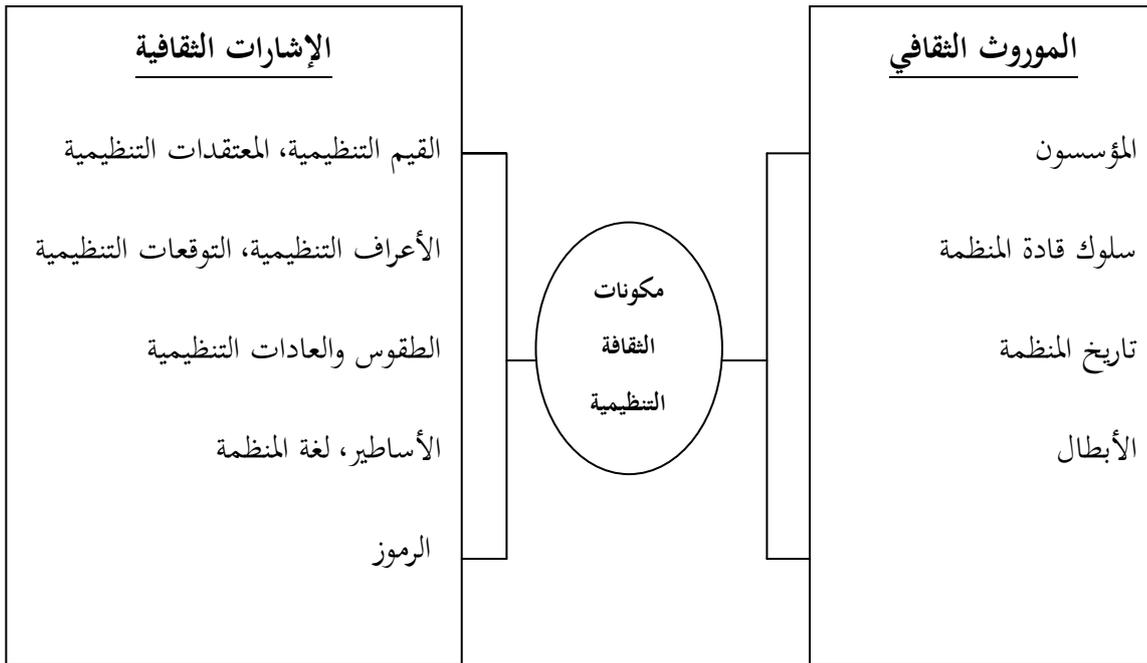 الموروث الثقافي
المؤسسون
سلوك قادة المنظمة
تاريخ المنظمة
الأبطال
مكونات
الثقافة
التنظيمية
الإشارات الثقافية
القيم التنظيمية، المعتقدات التنظيمية
الأعراف التنظيمية، التوقعات التنظيمية
الطقوس والعادات التنظيمية
الأساطير، لغة المنظمة
الرموز